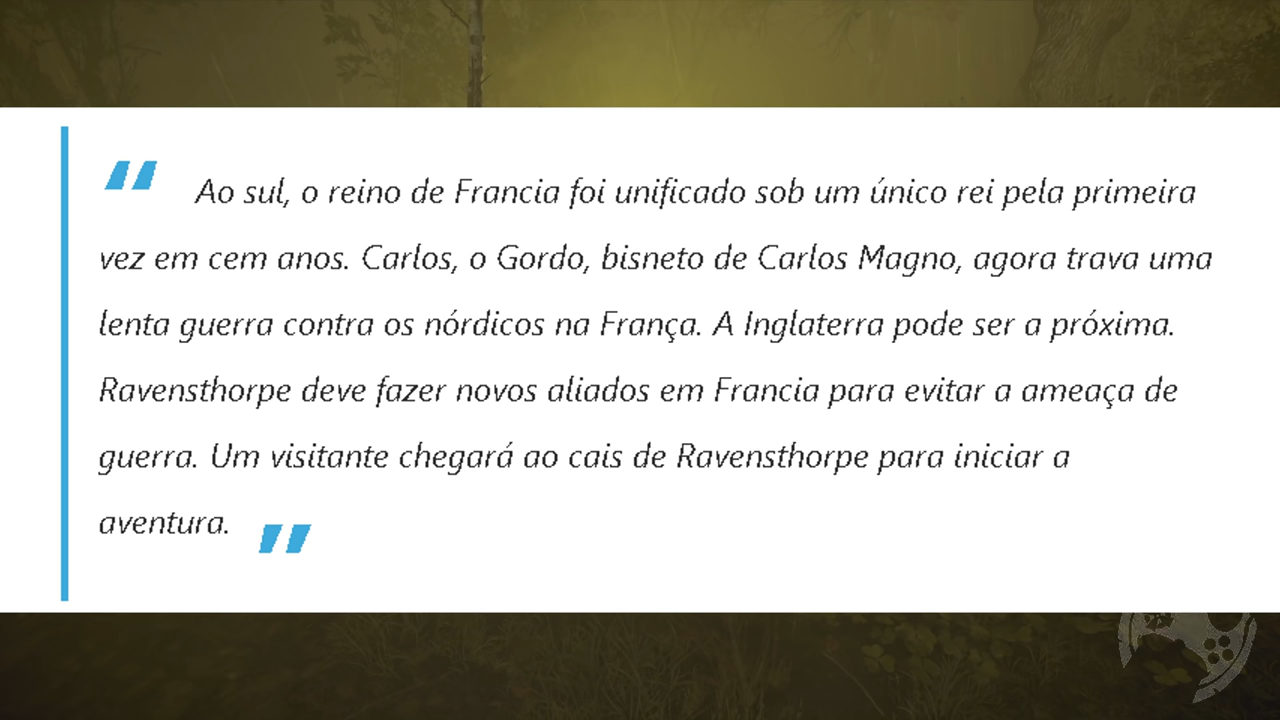 “ Ao sul, o reino de Francia foi unificado sob um único rei pela primeira
vez em cem anos. Carlos, o Gordo, bisneto de Carlos Magno, agora trava uma
lenta guerra contra os nórdicos na França. A Inglaterra pode ser a próxima.
Ravensthorpe deve fazer novos aliados em Francia para evitar a ameaça de
guerra. Um visitante chegará ao cais de Ravensthorpe para iniciar a
aventura. ”